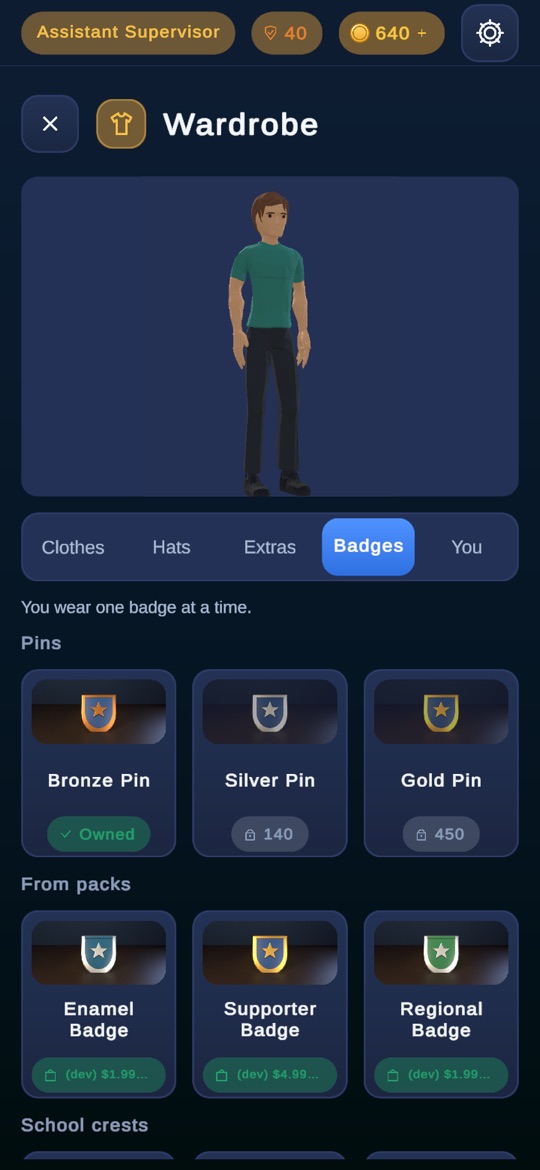 Assistant Supervisor 40 640 +
Wardrobe
Clothes Hats Extras Badges You
You wear one badge at a time.
Pins
Bronze Pin Silver Pin Gold Pin
Owned 140 450
From packs
Enamel Badge Supporter Badge Regional Badge
(dev) $1.99... (dev) $4.99... (dev) $1.99...
School crests